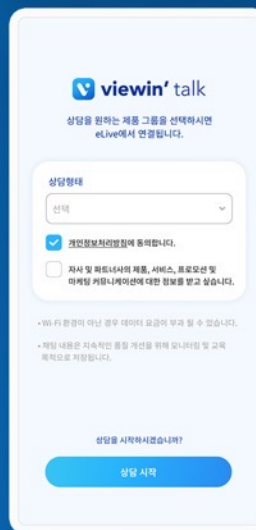 viewin' talk
상담을 원하는 제품 그룹을 선택하시면
eLive에서 연결됩니다.
상담형태
선택
개인정보처리방침에 동의합니다.
자사 및 파트너사의 제품, 서비스, 프로모션 및
마케팅 커뮤니케이션에 대한 정보를 받고 싶습니다.
• Wi-Fi 환경이 아닌 경우 데이터 요금이 부과 될 수 있습니다.
• 채팅 내용은 지속적인 품질 개선을 위해 모니터링 및 교육
목적으로 저장됩니다.
상담을 시작하시겠습니까?
상담 시작